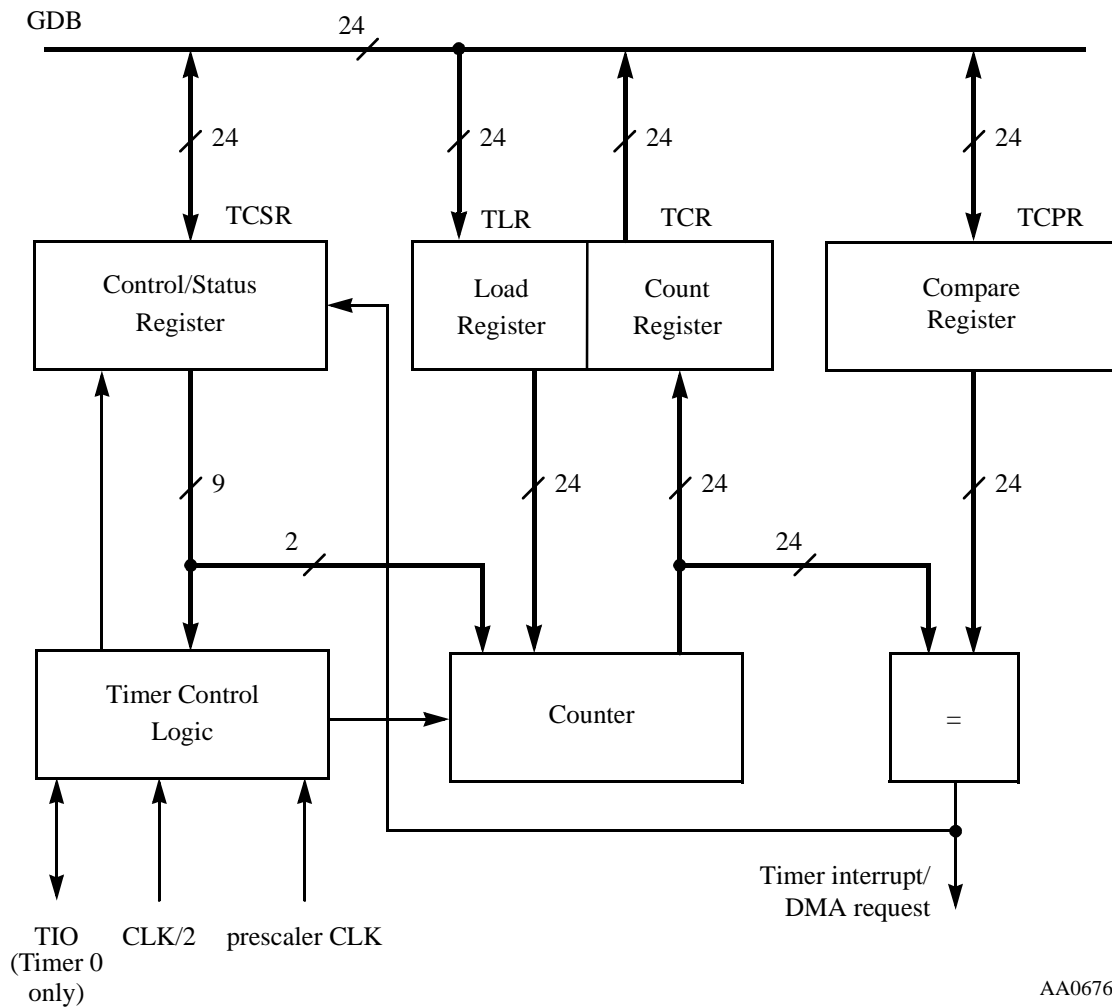 GDB
24
24
24
24
24
TCSR
TLR
TCR
TCPR
Control/Status
Register
Load
Register
Count
Register
Compare
Register
9
24
24
24
2
24
Timer Control
Logic
Counter
=
Timer interrupt/
DMA request
TIO
(Timer 0
only)
CLK/2
prescaler CLK
AA0676